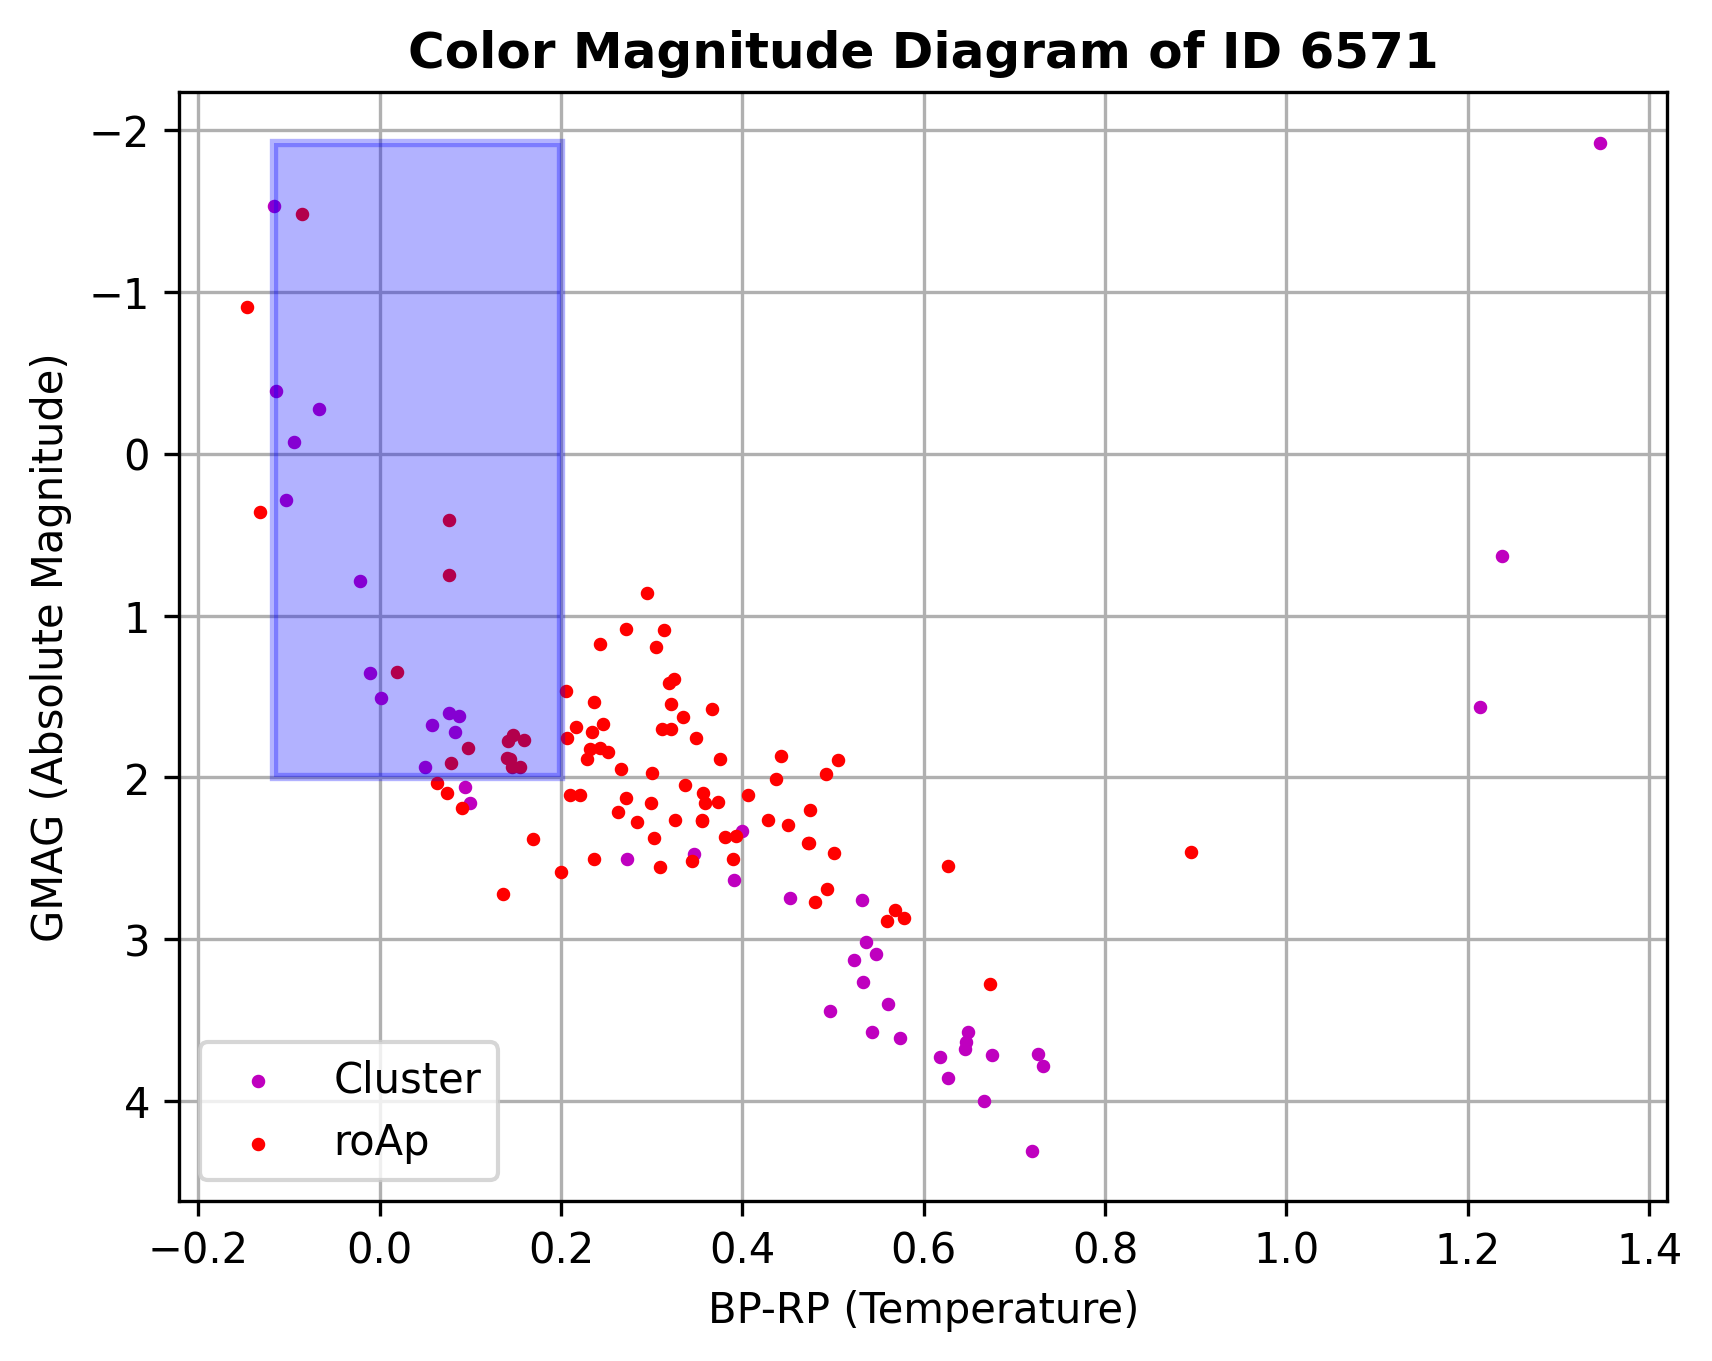 Color Magnitude Diagram of ID 6571
GMAG (Absolute Magnitude)
−2
−1
0
1
2
3
4
Cluster
roAp
−0.2 0.0 0.2 0.4 0.6 0.8 1.0 1.2 1.4
BP-RP (Temperature)